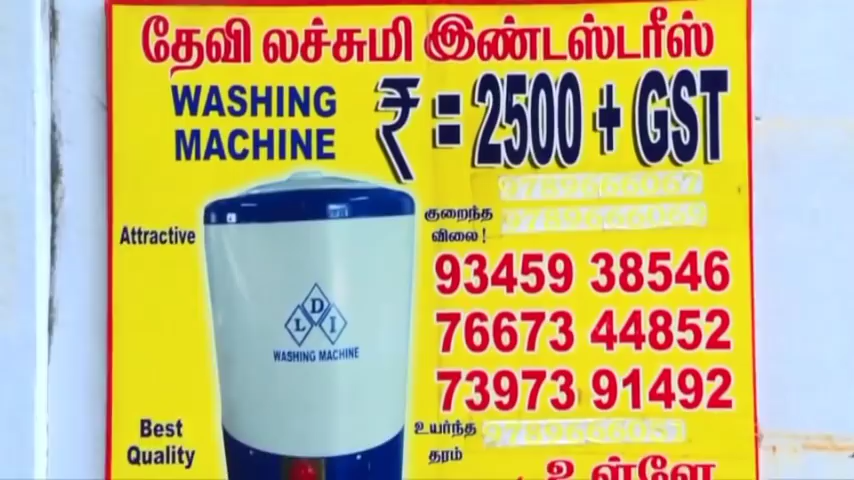 தேவி லச்சுமி இண்டஸ்டரீஸ்
WASHING
MACHINE
₹ = 2500 + GST
Attractive
குறைந்த
விலை !
93459 38546
76673 44852
73973 91492
L D I
WASHING MACHINE
Best
Quality
உயர்ந்த
தரம்
உள்ளே